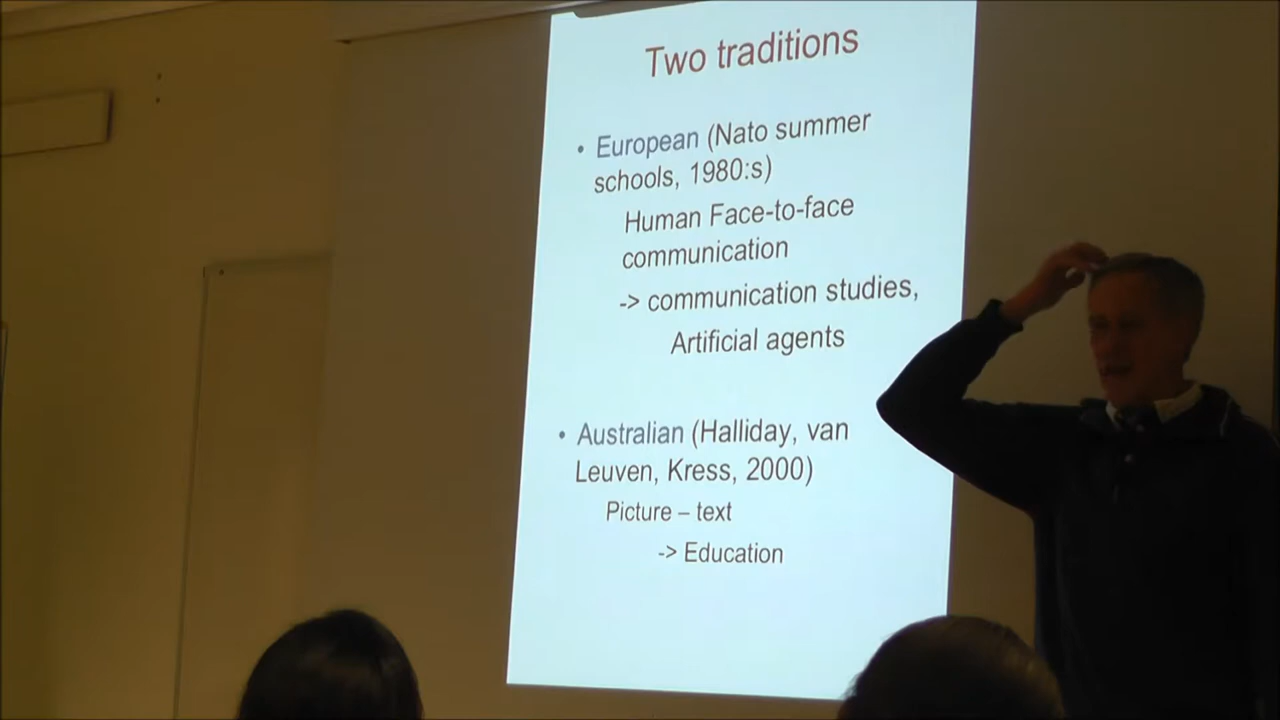 Two traditions
• European (Nato summer
schools, 1980:s)
Human Face-to-face
communication
-> communication studies,
Artificial agents
• Australian (Halliday, van
Leuven, Kress, 2000)
Picture – text
-> Education